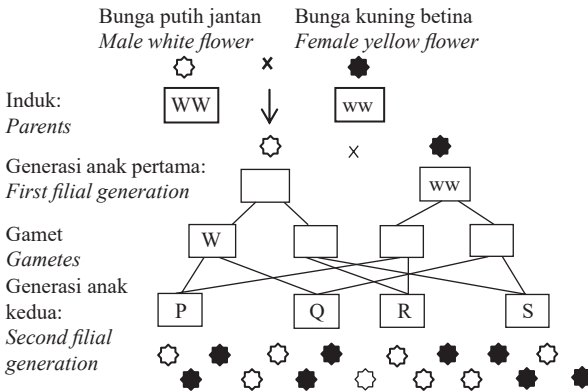 Bunga putih jantan
Male white flower
Bunga kuning betina
Female yellow flower
×
Induk:
Parents
WW
ww
×
Generasi anak pertama:
First filial generation
ww
Gamet
Gametes
W
Generasi anak
kedua:
Second filial
generation
P
Q
R
S